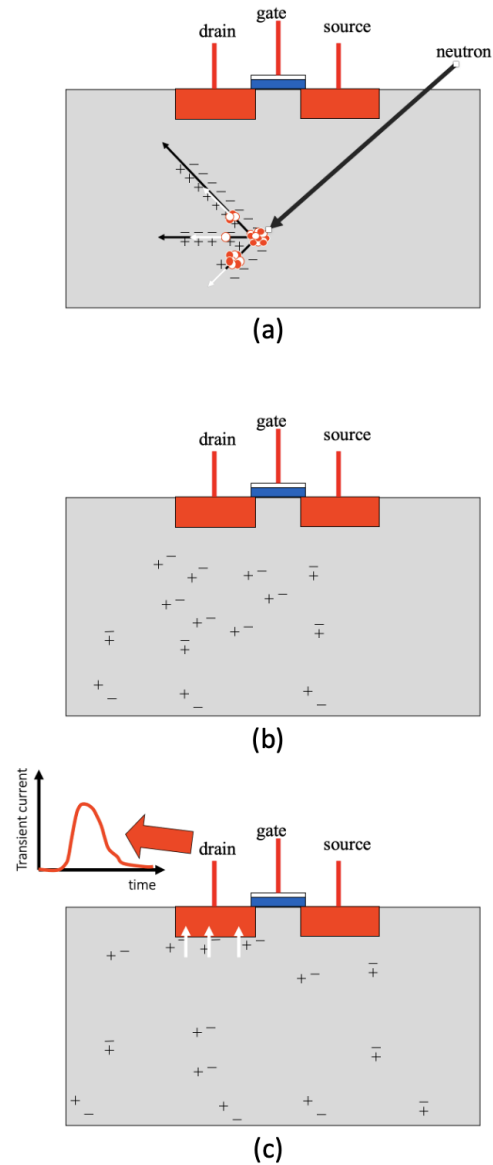 gate
drain
source
neutron
(a)
gate
drain
source
(b)
Transient current
time
gate
drain
source
(c)